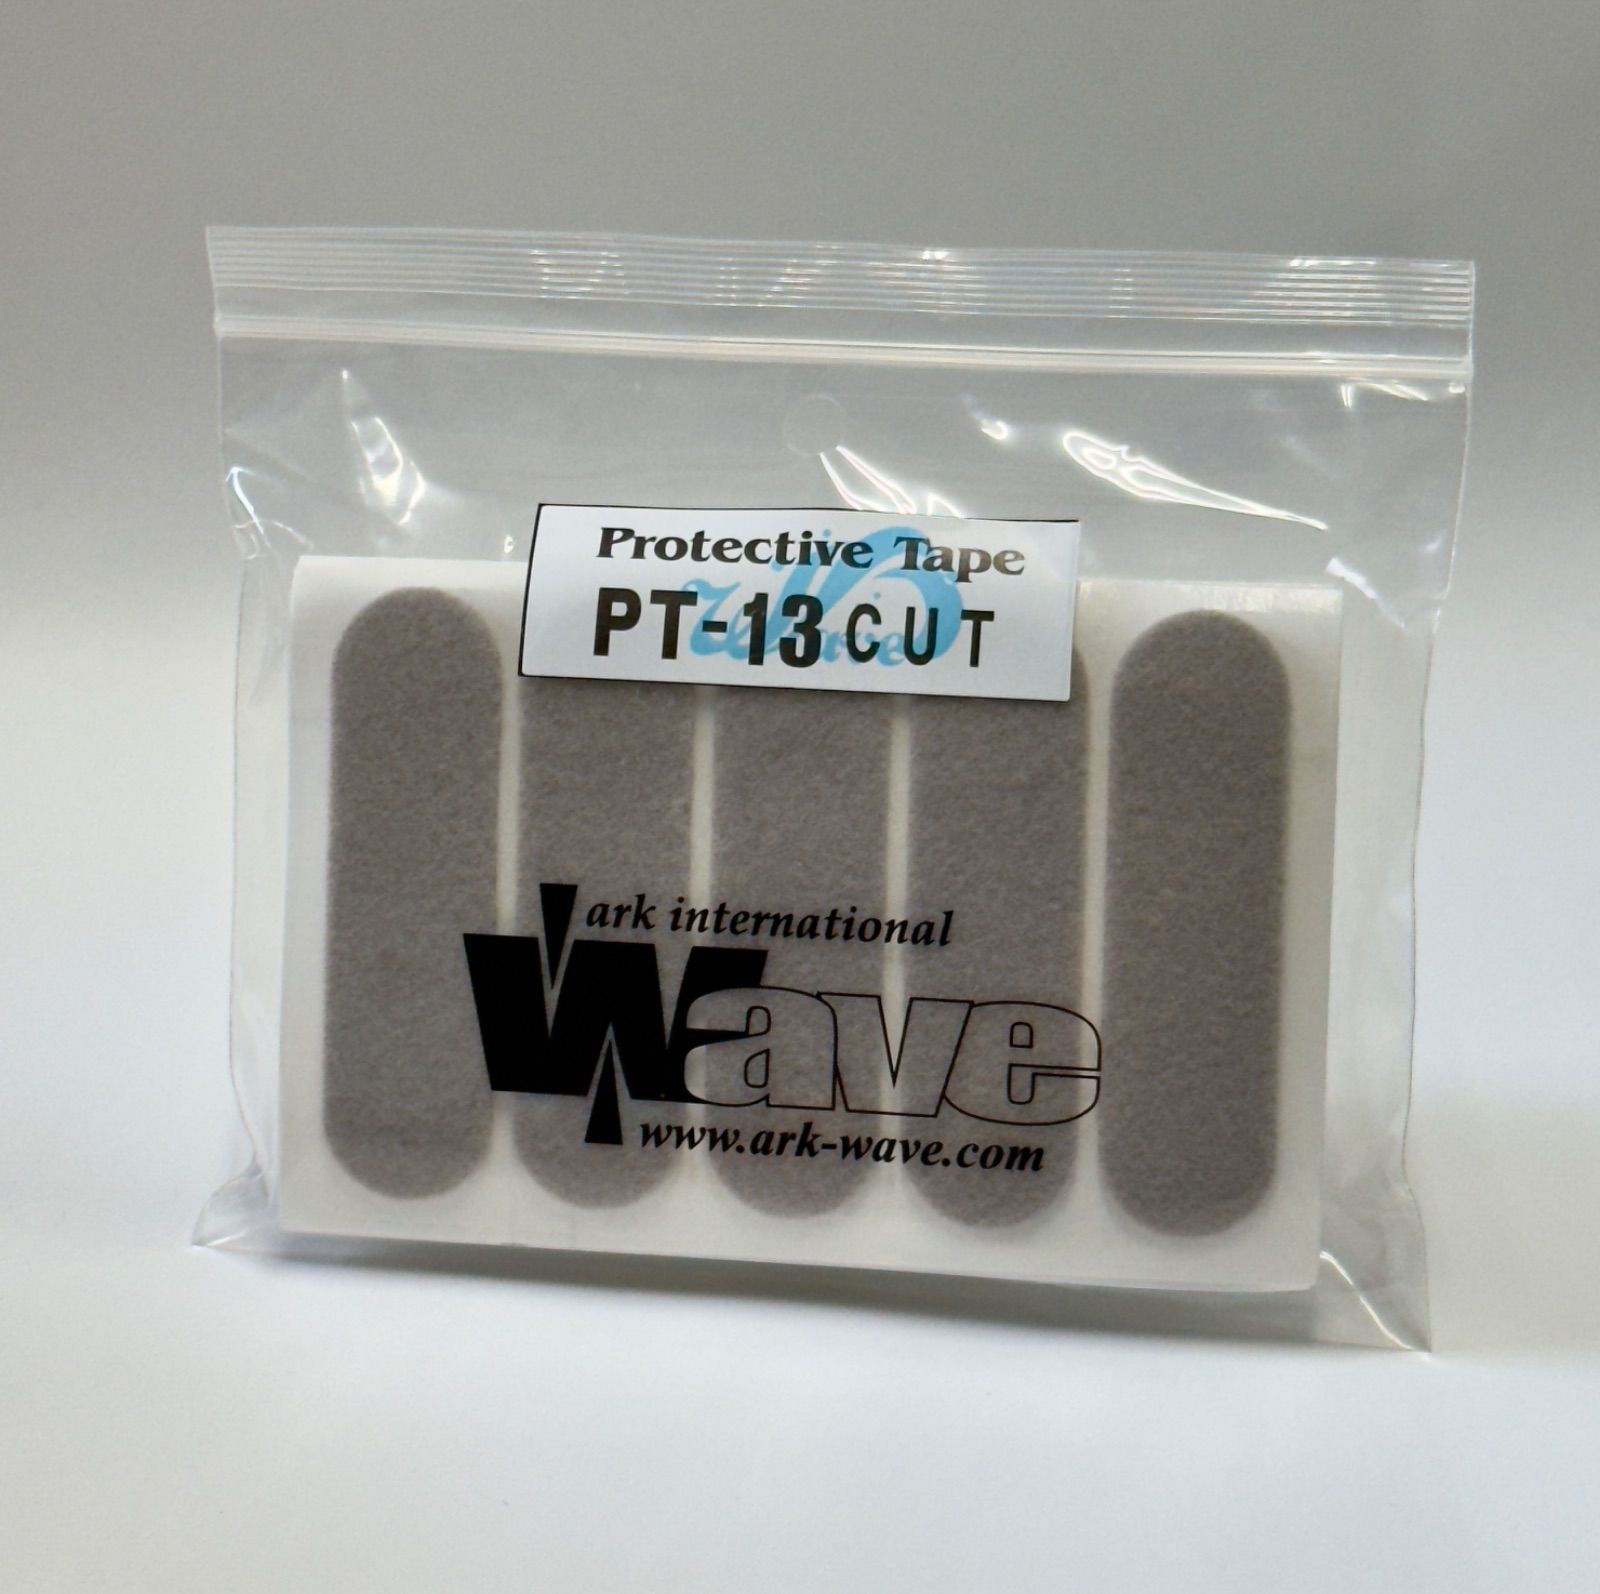 Protective Tape
PT-13 CUT
ark international
Wave
www.ark-wave.com